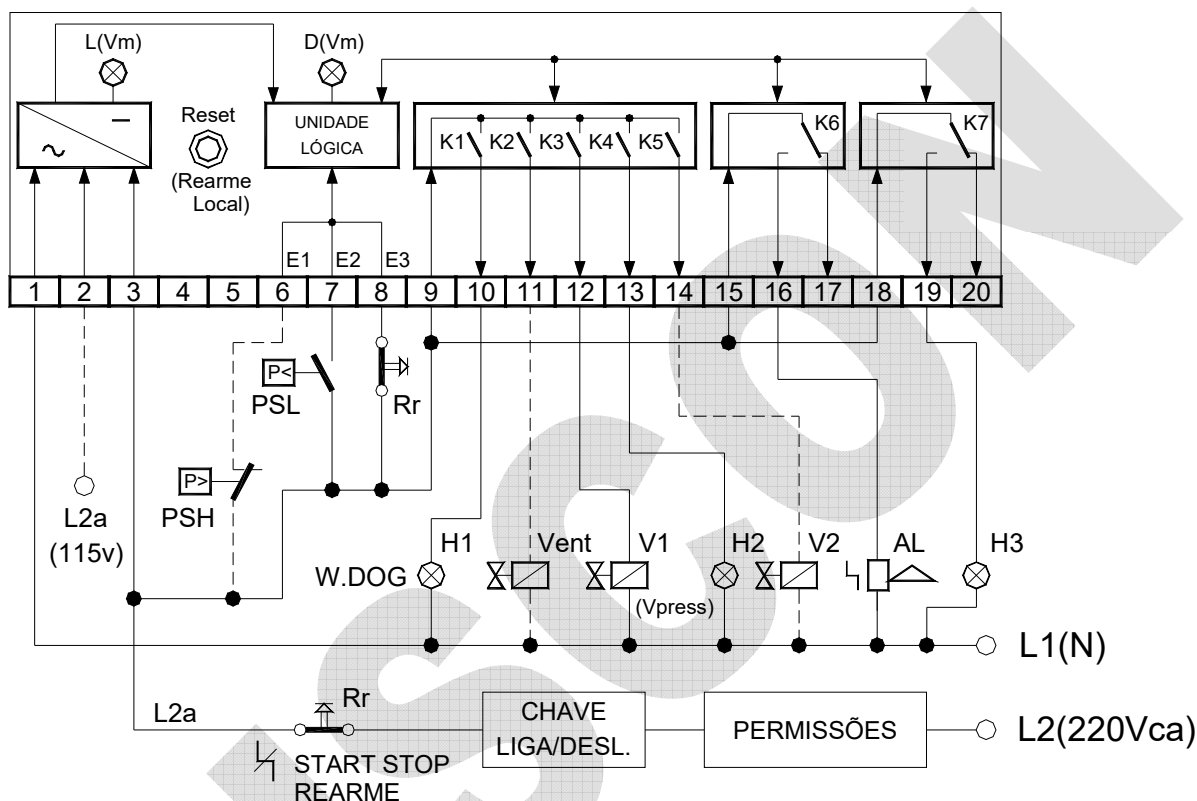 L(Vm)
D(Vm)
Reset
(Rearme
Local)
UNIDADE
LÓGICA
K1
K2
K3
K4
K5
K6
K7
E1
E2
E3
1 2 3 4 5 6 7 8 9 10 11 12 13 14 15 16 17 18 19 20
P<
PSL
Rr
P>
PSH
L2a
(115v)
H1
W.DOG
Vent
V1
(Vpress)
H2
V2
AL
H3
L1(N)
L2a
Rr
START STOP
REARME
CHAVE
LIGA/DESL.
PERMISSÕES
L2(220Vca)
SCON